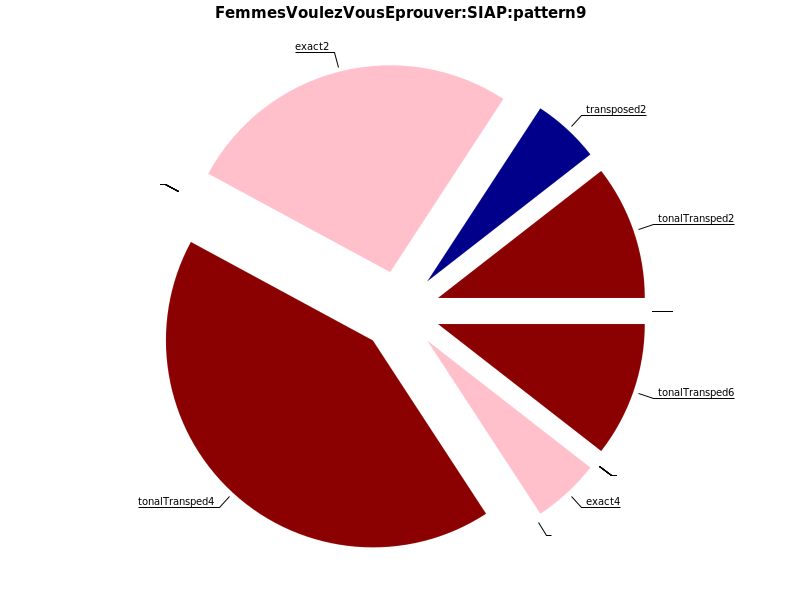 FemmesVoulezVousEprouver:SIAP:pattern9
exact2
transposed2
tonalTransped2
tonalTransped6
exact4
tonalTransped4